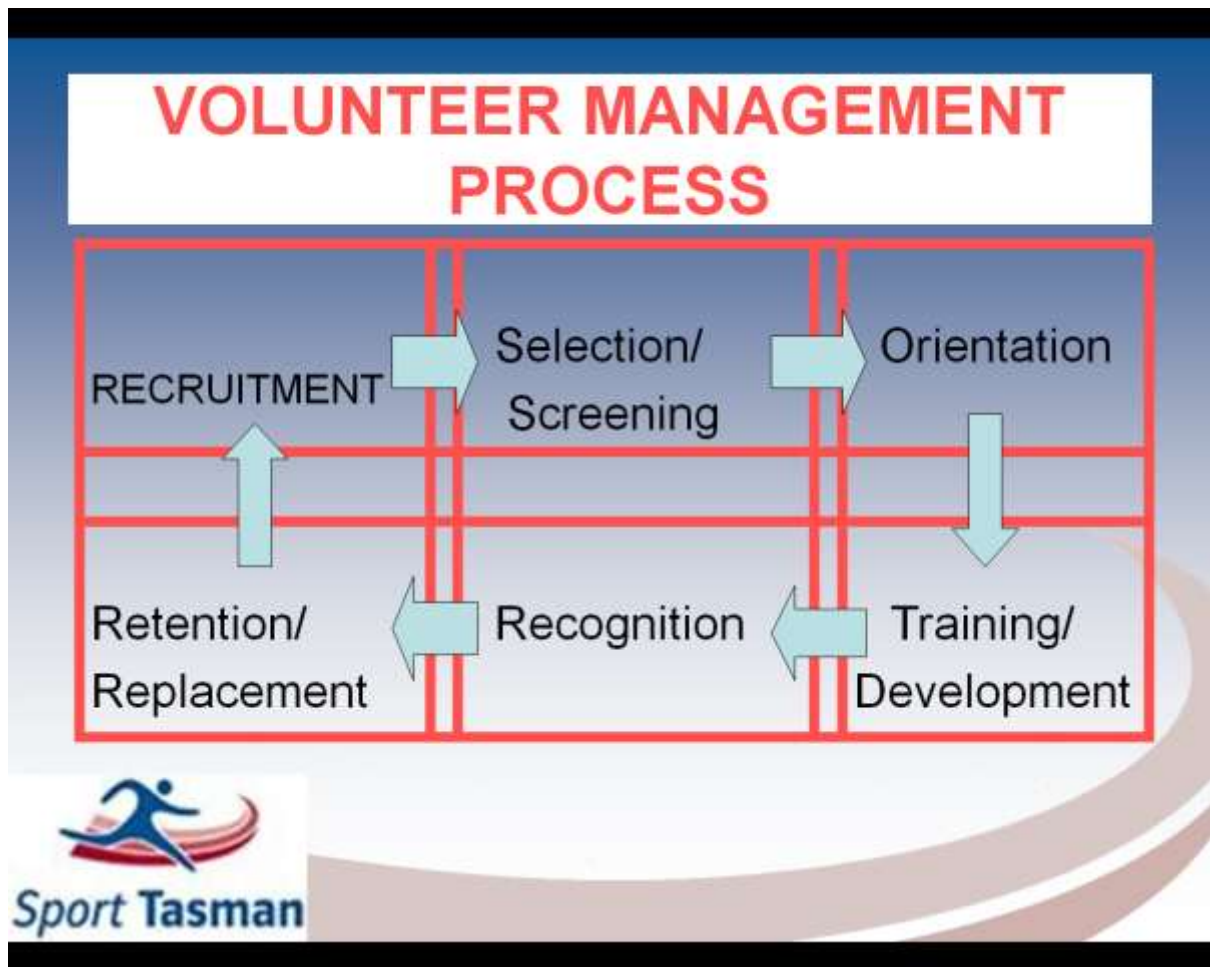 VOLUNTEER MANAGEMENT
PROCESS
RECRUITMENT
Selection/
Screening
Orientation
Retention/
Replacement
Recognition
Training/
Development
Sport Tasman